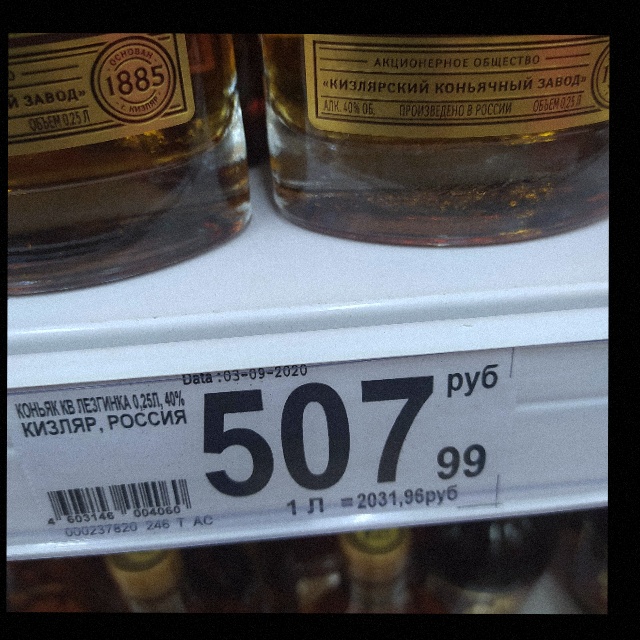 ОСНОВАН
1885
Г. КИЗЛЯР
Й ЗАВОД»
ОБЪЕМ 0,25 Л
АКЦИОНЕРНОЕ ОБЩЕСТВО
«КИЗЛЯРСКИЙ КОНЬЯЧНЫЙ ЗАВОД»
АЛК. 40% ОБ. ПРОИЗВЕДЕНО В РОССИИ ОБЪЕМ 0,25 Л
Data :03-09-2020
КОНЬЯК КВ ЛЕЗГИНКА 0,25Л, 40%
КИЗЛЯР, РОССИЯ
507 99 руб
1 Л =2031,96руб
4 603146 004060
000237820 246 T AC